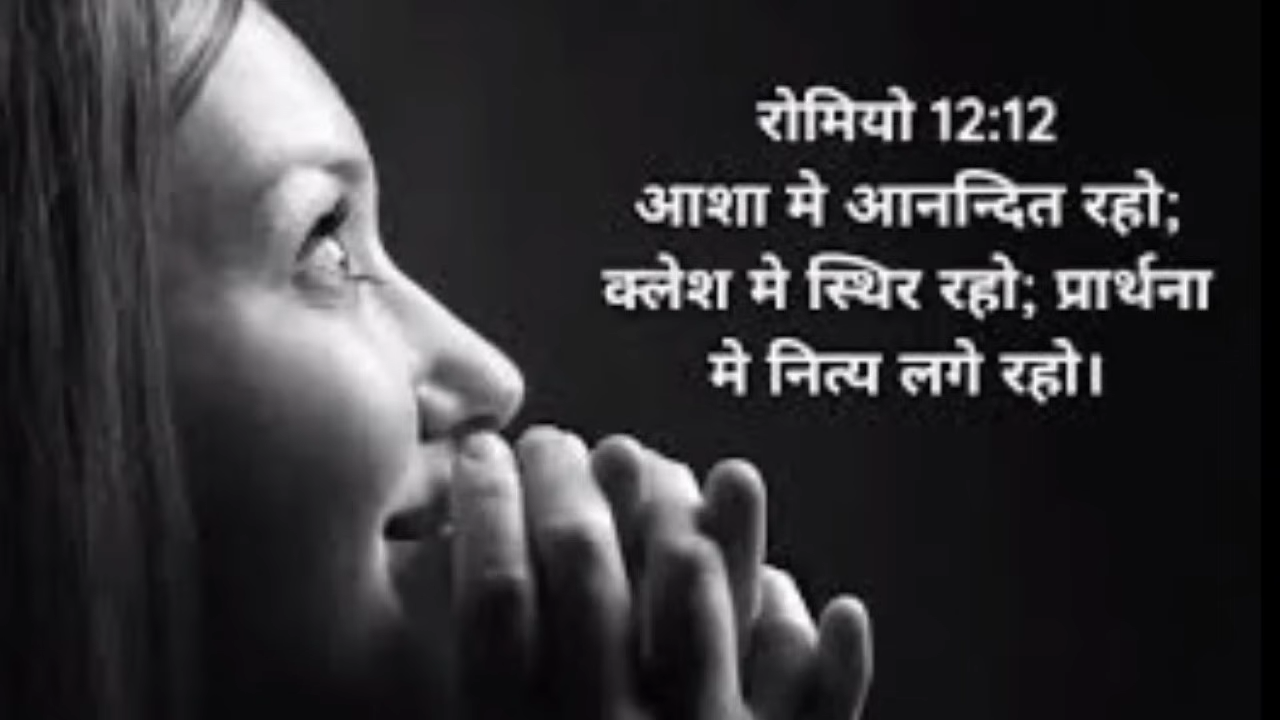 रोमियो 12:12
आशा मे आनन्दित रहो;
क्लेश मे स्थिर रहो; प्रार्थना
मे नित्य लगे रहो।